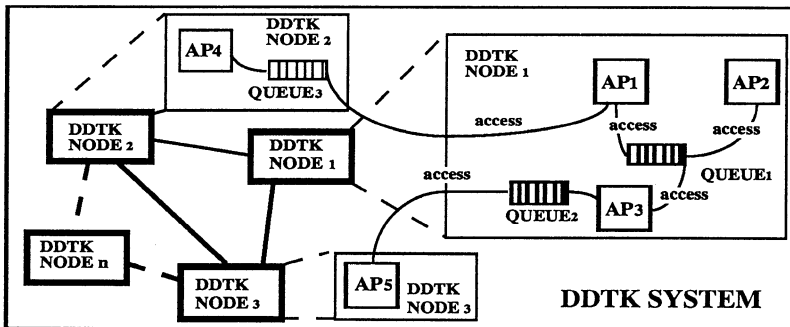 DDTK
NODE 2
AP4
QUEUE3
DDTK
NODE 1
AP1
AP2
access
access
access
QUEUE1
access
access
QUEUE2
AP3
DDTK
NODE 2
DDTK
NODE 1
DDTK
NODE n
DDTK
NODE 3
AP5
DDTK
NODE 3
DDTK SYSTEM